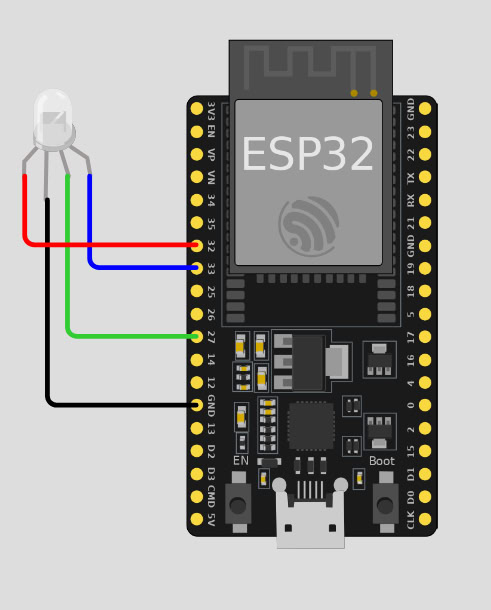 ESP32
3V3
EN
VP
VN
34
35
32
33
25
26
27
14
12
GND
13
D2
D3
CMD
5V
GND
23
22
TX
RX
21
GND
19
18
5
17
16
4
0
2
15
D1
D0
CLK
EN
Boot